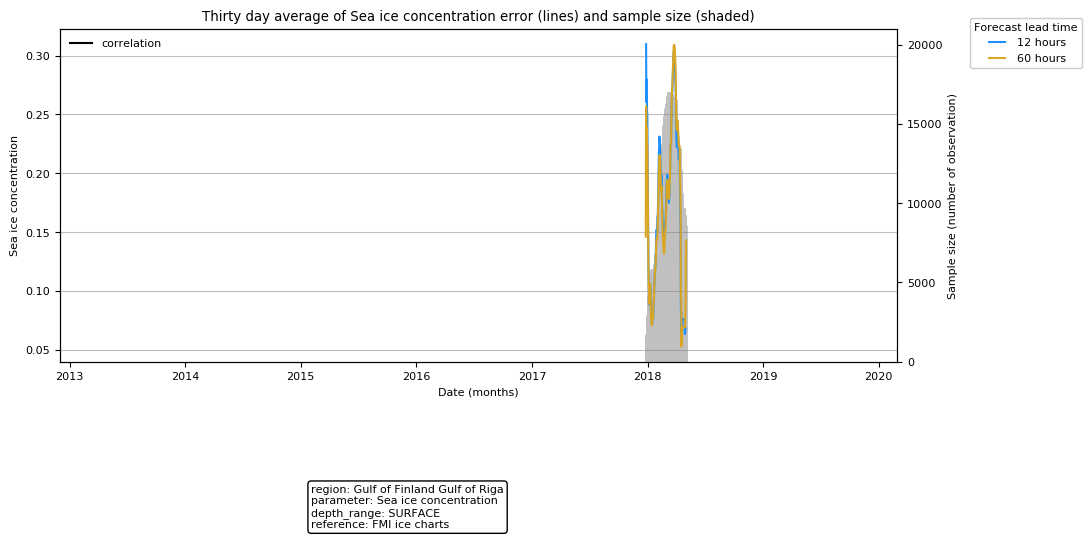 Thirty day average of Sea ice concentration error (lines) and sample size (shaded)
correlation
Forecast lead time
12 hours
60 hours
Sea ice concentration
0.30
0.25
0.20
0.15
0.10
0.05
20000
15000
10000
5000
0
Sample size (number of observation)
2013 2014 2015 2016 2017 2018 2019 2020
Date (months)
region: Gulf of Finland Gulf of Riga
parameter: Sea ice concentration
depth_range: SURFACE
reference: FMI ice charts